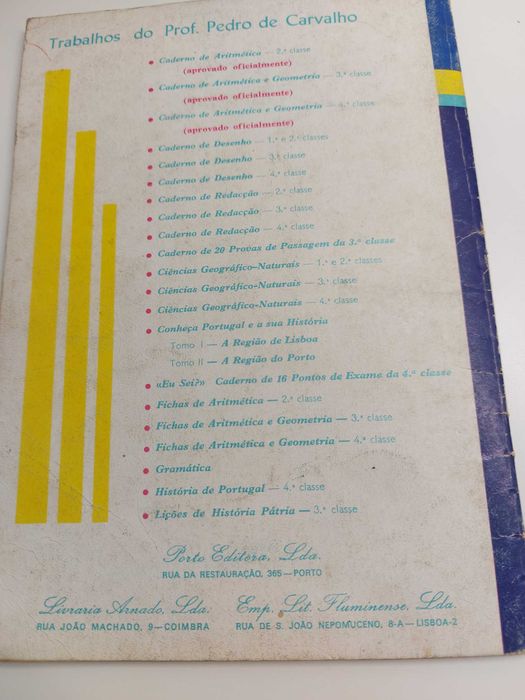 Trabalhos do Prof. Pedro de Carvalho
• Caderno de Aritmética — 2.ª classe
(aprovado oficialmente)
• Caderno de Aritmética e Geometria — 3.ª classe
(aprovado oficialmente)
• Caderno de Aritmética e Geometria — 4.ª classe
(aprovado oficialmente)
• Caderno de Desenho — 1.ª e 2.ª classes
• Caderno de Desenho — 3.ª classe
• Caderno de Desenho — 4.ª classe
• Caderno de Redacção — 2.ª classe
• Caderno de Redacção — 3.ª classe
• Caderno de Redacção — 4.ª classe
• Caderno de 20 Provas de Passagem da 3.ª classe
• Ciências Geográfico-Naturais — 1.ª e 2.ª classes
• Ciências Geográfico-Naturais — 3.ª classe
• Ciências Geográfico-Naturais — 4.ª classe
• Conheça Portugal e a sua História
Tomo I — A Região de Lisboa
Tomo II — A Região do Porto
• «Eu Sei?» Caderno de 16 Pontos de Exame da 4.ª classe
• Fichas de Aritmética — 2.ª classe
• Fichas de Aritmética e Geometria — 3.ª classe
• Fichas de Aritmética e Geometria — 4.ª classe
• Gramática
• História de Portugal — 4.ª classe
• Lições de História Pátria — 3.ª classe
Porto Editora, Lda.
RUA DA RESTAURAÇÃO, 365 — PORTO
Livraria Arnado, Lda. Emp. Lit. Fluminense, Lda.
RUA JOÃO MACHADO, 9 — COIMBRA RUA DE S. JOÃO NEPOMUCENO, 8-A — LISBOA-2